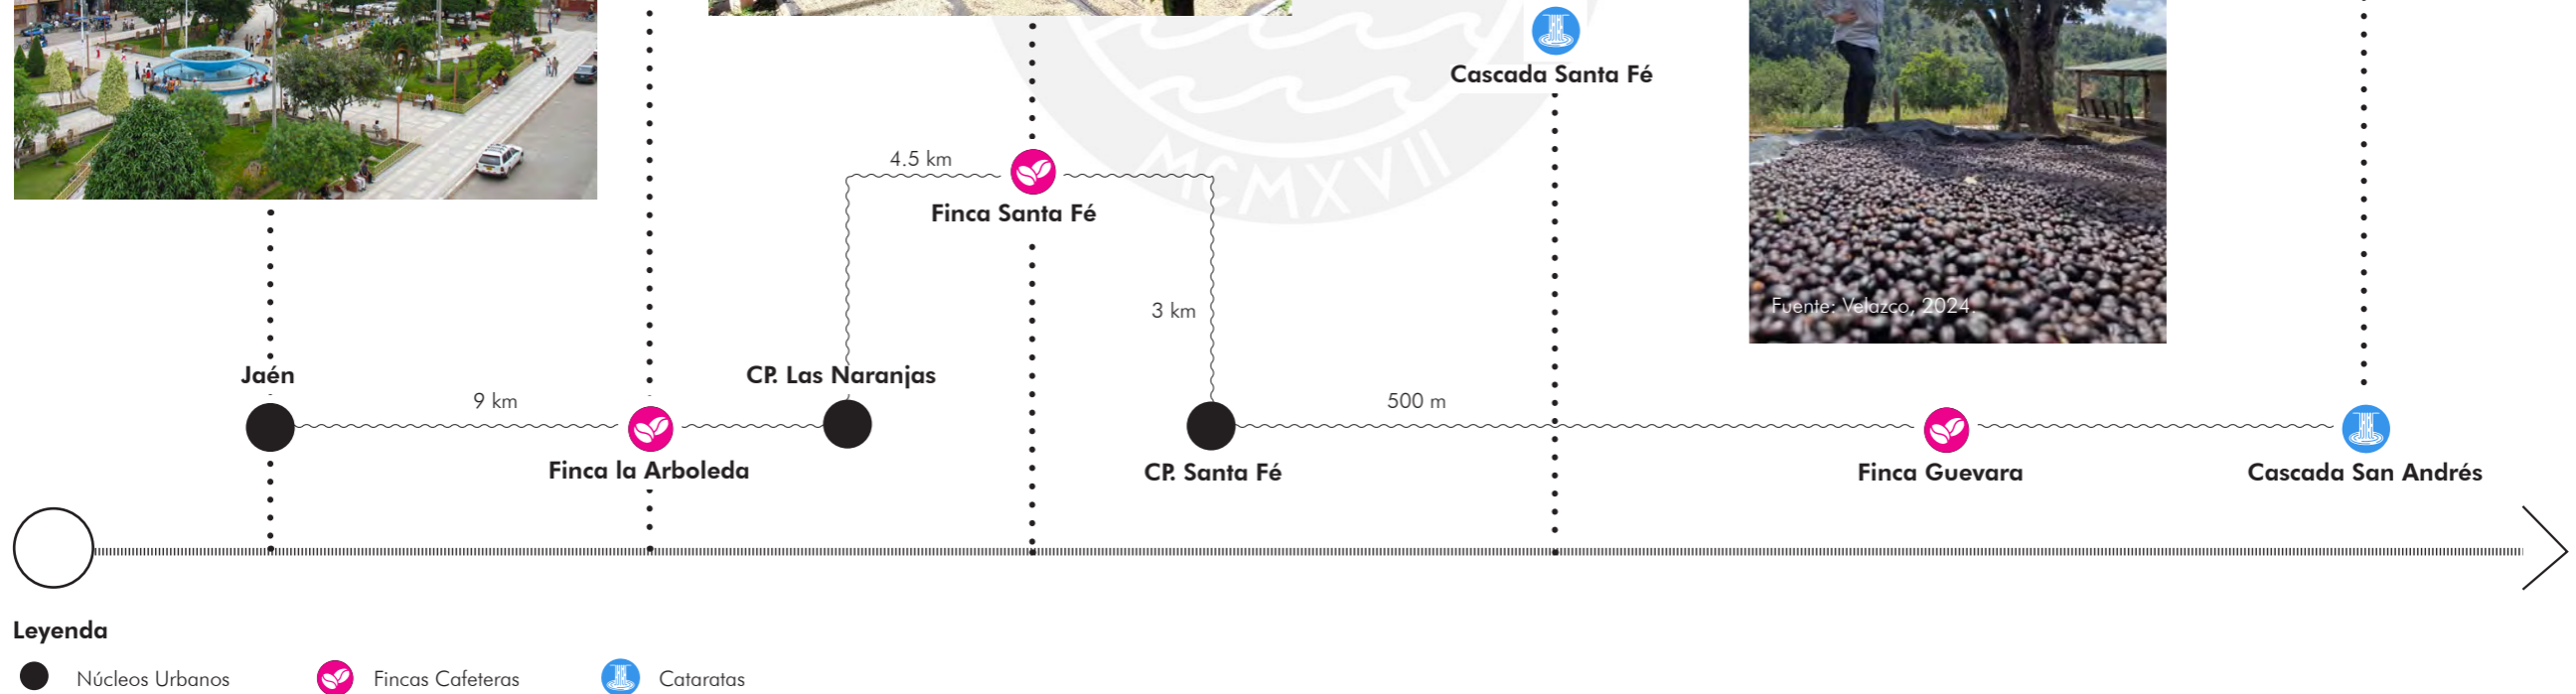 Cascada Santa Fé
MCMXVII
4.5 km
Finca Santa Fé
3 km
Fuente: Velazco, 2024.
Jaén
CP. Las Naranjas
9 km
500 m
Finca la Arboleda
CP. Santa Fé
Finca Guevara
Cascada San Andrés
Leyenda
Núcleos Urbanos
Fincas Cafeteras
Cataratas